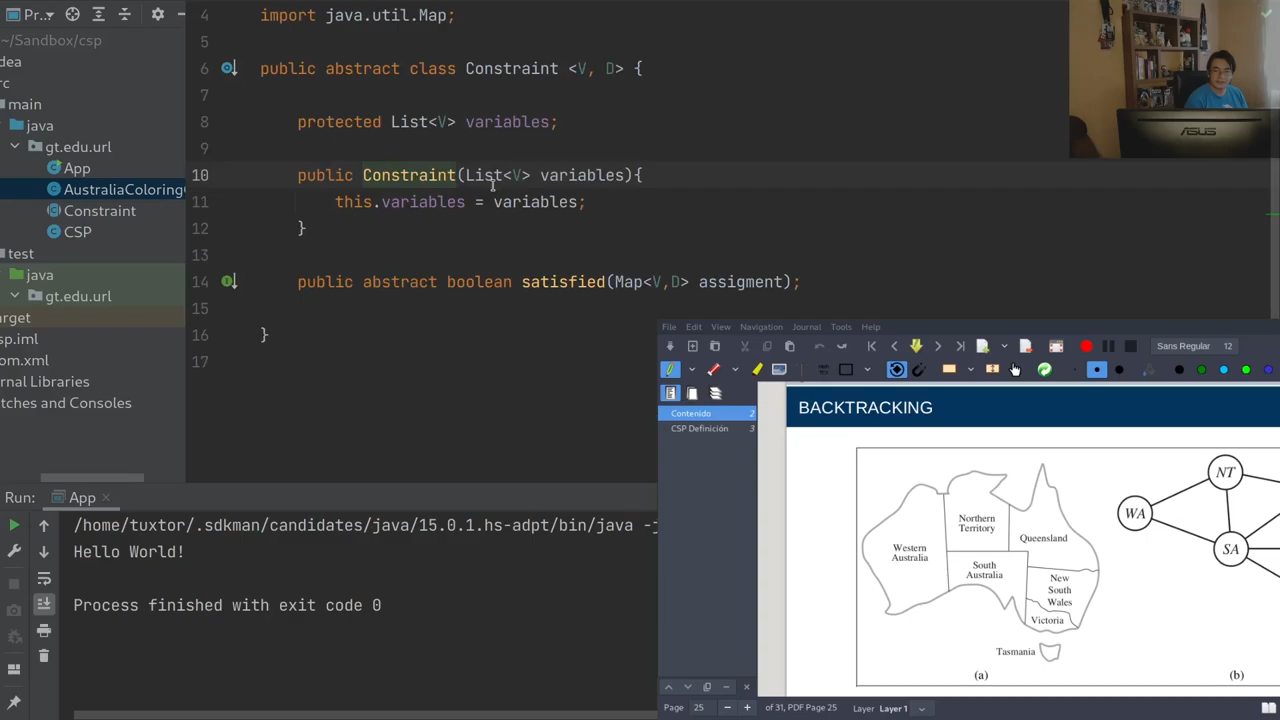 Pr...
~/Sandbox/csp
dea
rc
main
java
gt.edu.url
App
AustraliaColoring
Constraint
CSP
test
java
gt.edu.url
arget
sp.iml
om.xml
rnal Libraries
tches and Consoles
4 import java.util.Map;
5
6 public abstract class Constraint <V, D> {
7
8 protected List<V> variables;
9
10 public Constraint(List<V> variables){
11 this.variables = variables;
12 }
13
14 public abstract boolean satisfied(Map<V,D> assigment);
15
16 }
17
ASUS
Run: App
/home/tuxtor/.sdkman/candidates/java/15.0.1.hs-adpt/bin/java -j
Hello World!
Process finished with exit code 0
File Edit View Navigation Journal Tools Help
Sans Regular 12
Contenido 2
CSP Definición 3
BACKTRACKING
Western
Australia
Northern
Territory
South
Australia
Queensland
New
South
Wales
Victoria
Tasmania
(a)
NT
WA
SA
(b)
Page 25 of 31, PDF Page 25 Layer Layer 1